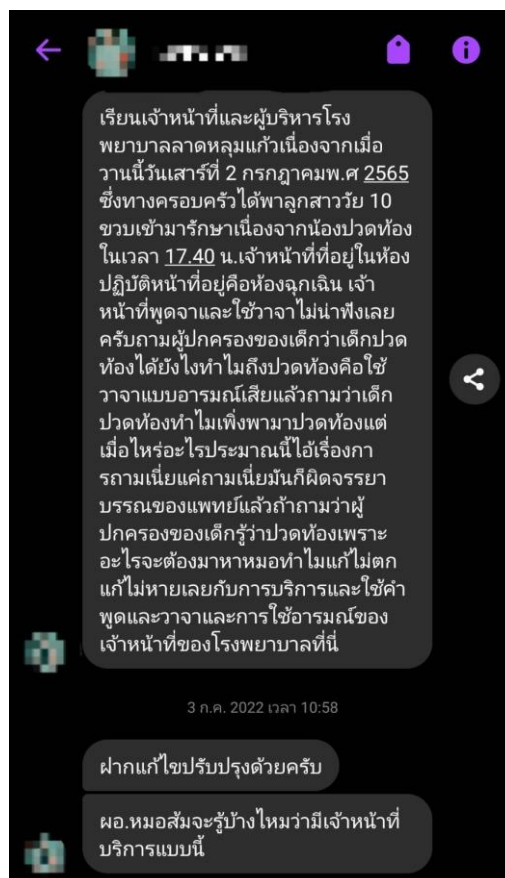 เรียนเจ้าหน้าที่และผู้บริหารโรง
พยาบาลลาดหลุมแก้วเนื่องจากเมื่อ
วานนี้วันเสาร์ที่ 2 กรกฎาคมพ.ศ 2565
ซึ่งทางครอบครัวได้พาลูกสาววัย 10
ขวบเข้ามารักษาเนื่องจากน้องปวดท้อง
ในเวลา 17.40 น.เจ้าหน้าที่ที่อยู่ในห้อง
ปฏิบัติหน้าที่อยู่คือห้องฉุกเฉิน เจ้า
หน้าที่พูดจาและใช้วาจาไม่น่าฟังเลย
ครับถามผู้ปกครองของเด็กว่าเด็กปวด
ท้องได้ยังไงทำไมถึงปวดท้องคือใช้
วาจาแบบอารมณ์เสียแล้วถามว่าเด็ก
ปวดท้องทำไมเพิ่งพามาปวดท้องแต่
เมื่อไหร่อะไรประมาณนี้ไอ้เรื่องกา
รถามเนี่ยแค่ถามเนี่ยมันก็ผิดจรรยา
บรรณของแพทย์แล้วถ้าถามว่าผู้
ปกครองของเด็กรู้ว่าปวดท้องเพราะ
อะไรจะต้องมาหาหมอทำไมแก้ไม่ตก
แก้ไม่หายเลยกับการบริการและใช้คำ
พูดและวาจาและการใช้อารมณ์ของ
เจ้าหน้าที่ของโรงพยาบาลที่นี่
3 ก.ค. 2022 เวลา 10:58
ฝากแก้ไขปรับปรุงด้วยครับ
ผอ.หมอส้มจะรู้บ้างไหมว่ามีเจ้าหน้าที่
บริการแบบนี้